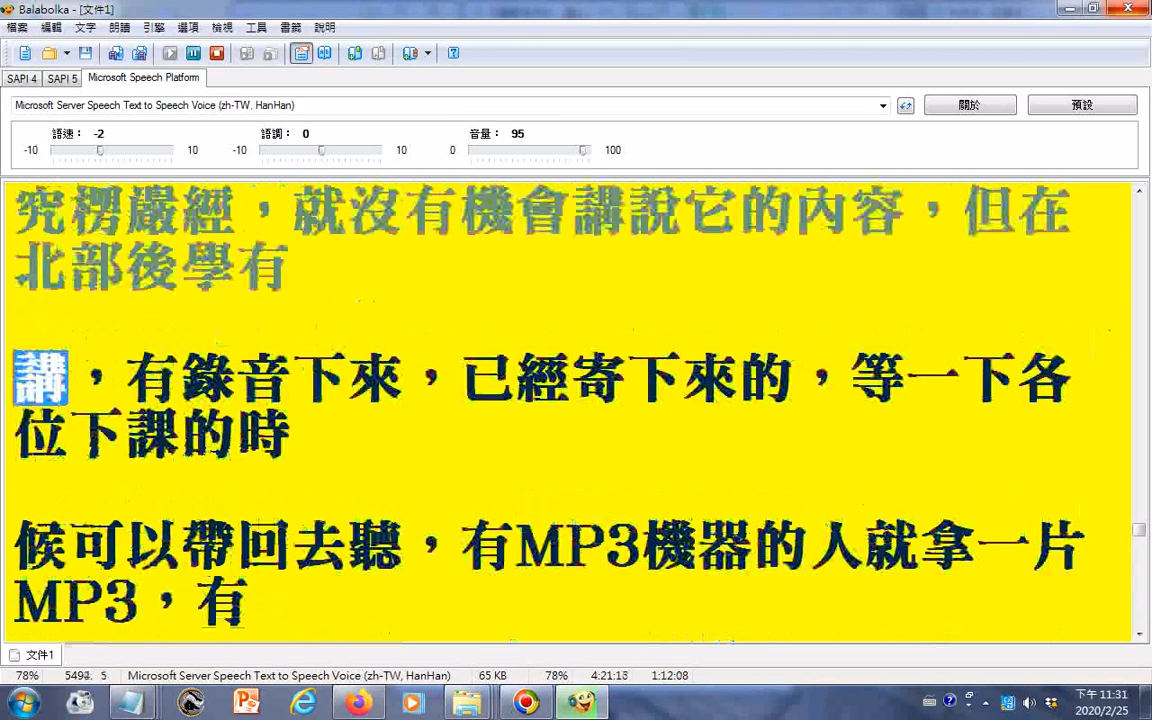 Balabolka - [文件1]
檔案 編輯 文字 朗讀 引擎 選項 檢視 工具 書籤 說明
SAPI 4 SAPI 5 Microsoft Speech Platform
Microsoft Server Speech Text to Speech Voice (zh-TW, HanHan)
關於 預設
語速： -2 語調： 0 音量： 95
-10 10 -10 10 0 100
究楞嚴經，就沒有機會講說它的內容，但在
北部後學有
講，有錄音下來，已經寄下來的，等一下各
位下課的時
候可以帶回去聽，有MP3機器的人就拿一片
MP3，有
文件1
78% Microsoft Server Speech Text to Speech Voice (zh-TW, HanHan) 65 KB 78% 4:21:13 1:12:08
下午 11:31
2020/2/25